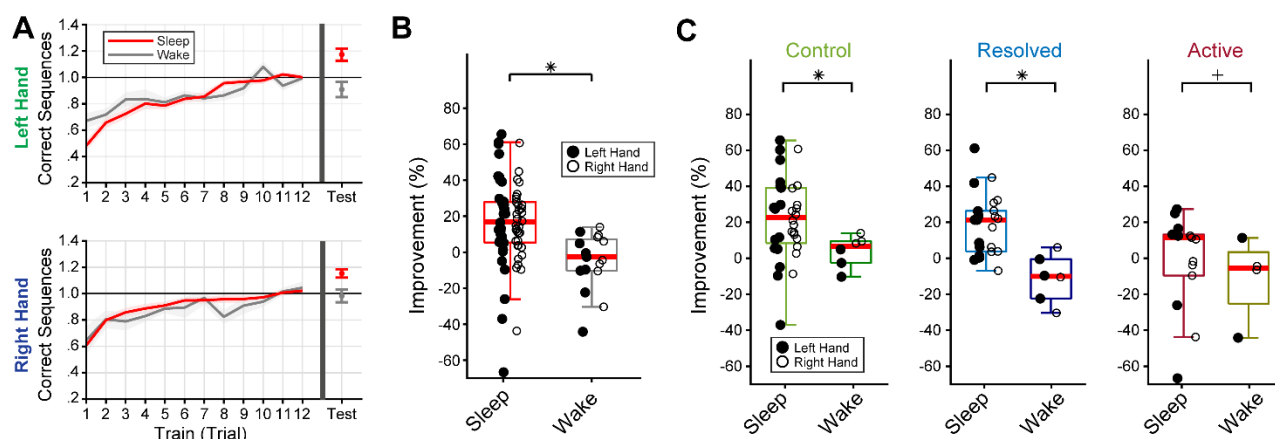 A
Left Hand
Correct Sequences
1.4
1.2
1.0
.8
.6
.4
.2
Sleep
Wake
1 2 3 4 5 6 7 8 9 10 11 12 Test
Right Hand
Correct Sequences
1.4
1.2
1.0
.8
.6
.4
.2
1 2 3 4 5 6 7 8 9 10 11 12 Test
Train (Trial)
B
*
Improvement (%)
80
60
40
20
0
-20
-40
-60
Left Hand
Right Hand
Sleep Wake
C
Control
*
Improvement (%)
80
60
40
20
0
-20
-40
-60
Left Hand
Right Hand
Sleep Wake
Resolved
*
80
60
40
20
0
-20
-40
-60
Sleep Wake
Active
+
80
60
40
20
0
-20
-40
-60
Sleep Wake